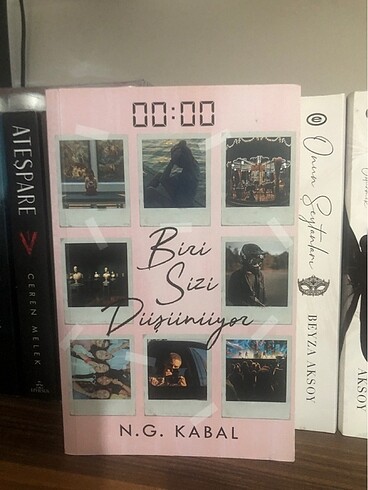 00:00
Biri
Sizi
Düşünüyor
N.G. KABAL
ATEŞPARE
CEREN MELEK
Onun Şeytanları
BEYZA AKSOY
AKSOY